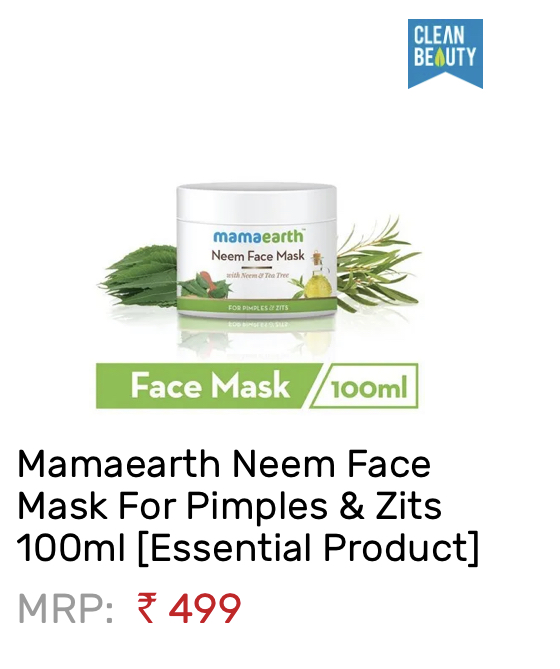 CLEAN
BEAUTY
mamaearth™
Neem Face Mask
with Neem & Tea Tree
FOR PIMPLES & ZITS
Face Mask
100ml
Mamaearth Neem Face
Mask For Pimples & Zits
100ml [Essential Product]
MRP: ₹ 499